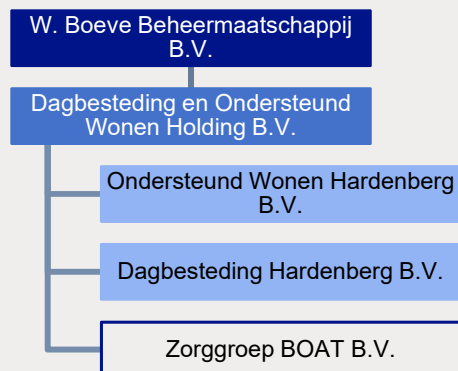 W. Boeve Beheermaatschappij
B.V.
Dagbesteding en Ondersteund
Wonen Holding B.V.
Ondersteund Wonen Hardenberg
B.V.
Dagbesteding Hardenberg B.V.
Zorggroep BOAT B.V.